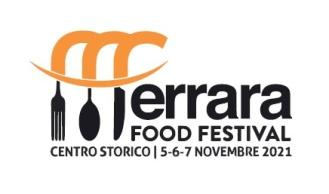 Ferrara
FOOD FESTIVAL
CENTRO STORICO | 5-6-7 NOVEMBRE 2021